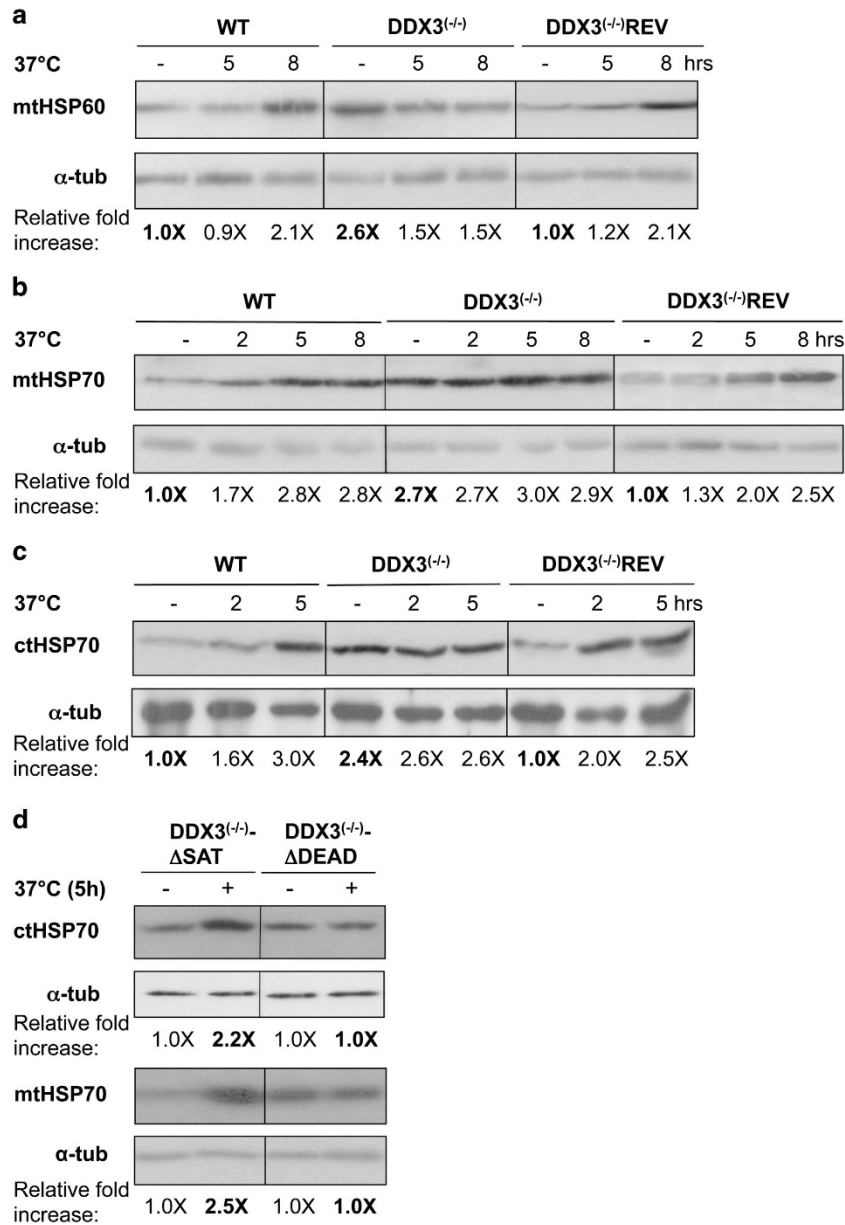 a
WT DDX3(-/-) DDX3(-/-)REV
37°C - 5 8 - 5 8 - 5 8 hrs
mtHSP60
α-tub
Relative fold increase: 1.0X 0.9X 2.1X 2.6X 1.5X 1.5X 1.0X 1.2X 2.1X
b
WT DDX3(-/-) DDX3(-/-)REV
37°C - 2 5 8 - 2 5 8 - 2 5 8 hrs
mtHSP70
α-tub
Relative fold increase: 1.0X 1.7X 2.8X 2.8X 2.7X 2.7X 3.0X 2.9X 1.0X 1.3X 2.0X 2.5X
c
WT DDX3(-/-) DDX3(-/-)REV
37°C - 2 5 - 2 5 - 2 5 hrs
ctHSP70
α-tub
Relative fold increase: 1.0X 1.6X 3.0X 2.4X 2.6X 2.6X 1.0X 2.0X 2.5X
d
DDX3(-/-)- DDX3(-/-)-
ΔSAT ΔDEAD
37°C (5h) - + - +
ctHSP70
α-tub
Relative fold increase: 1.0X 2.2X 1.0X 1.0X
mtHSP70
α-tub
Relative fold increase: 1.0X 2.5X 1.0X 1.0X